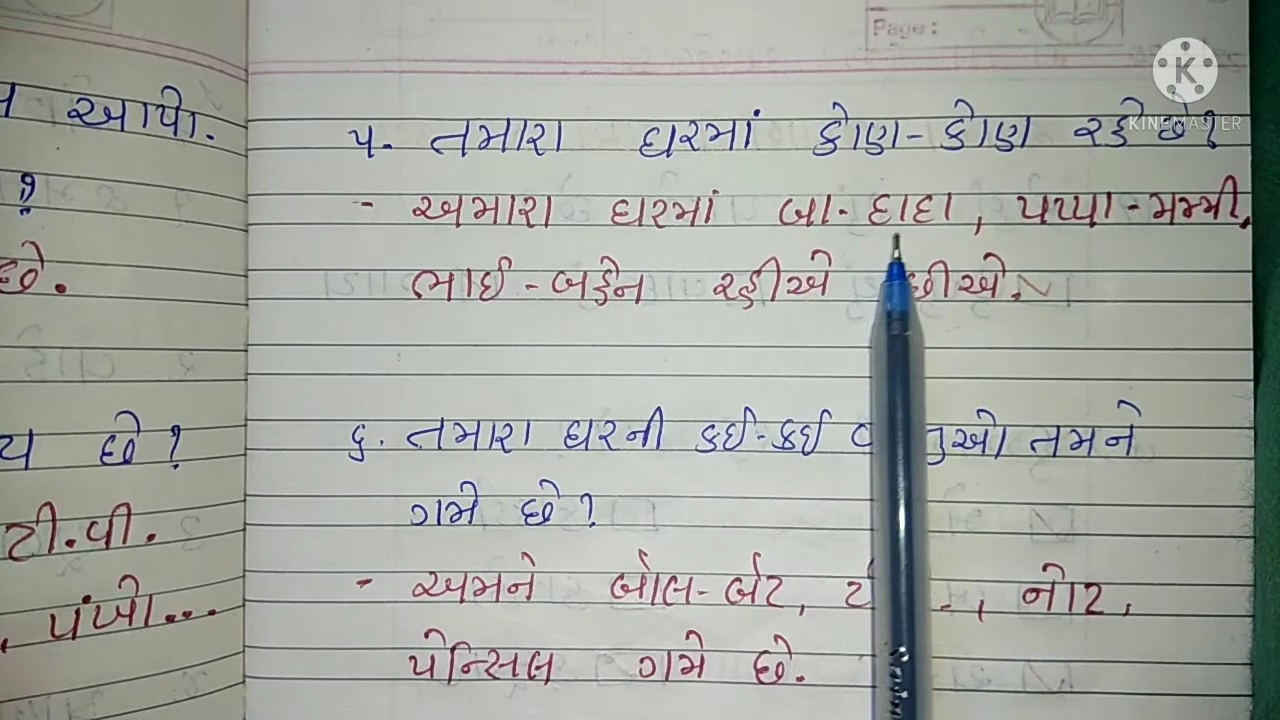 Page:
KINEMASTER
આપો.
?
છે.
ય છે?
ટી.વી.
, પંખો...
૫. તમારા ઘરમાં કોણ-કોણ રહે છે?
- અમારા ઘરમાં બા-દાદા, પપ્પા-મમ્મી,
ભાઈ-બહેન રહીએ છીએ.
૬. તમારા ઘરની કઈ-કઈ તમને
ગમે છે?
- અમને બોલ-બેટ, નોટ,
પેન્સિલ ગમે છે.